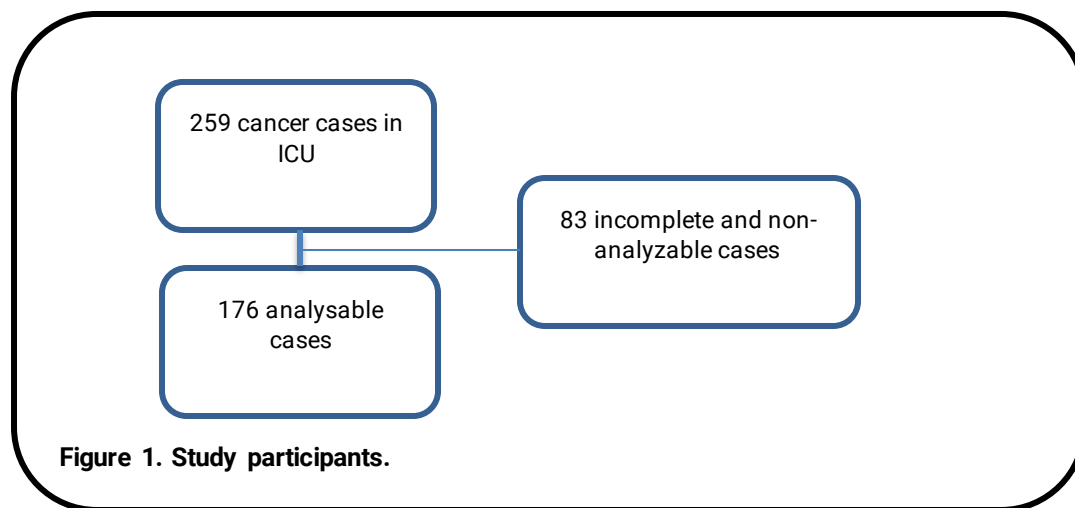 259 cancer cases in
ICU
83 incomplete and non-
analyzable cases
176 analysable
cases
Figure 1. Study participants.